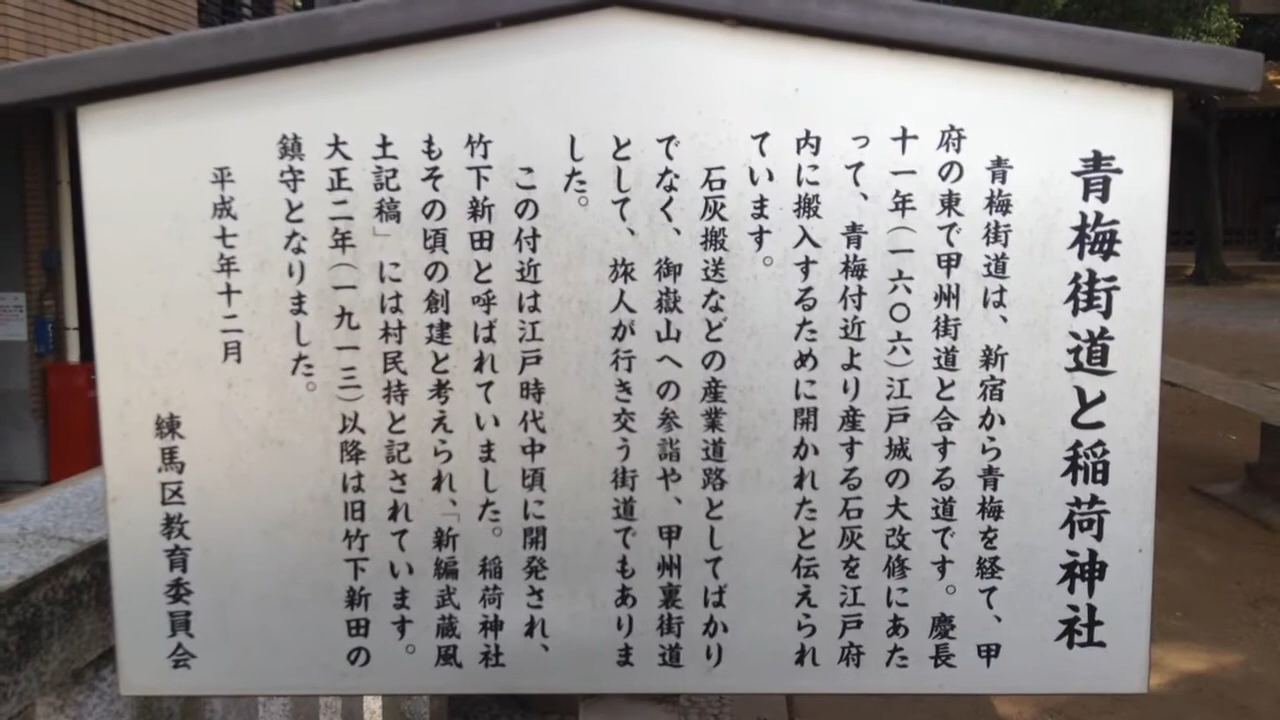 青梅街道と稲荷神社
青梅街道は、新宿から青梅を経て、甲
府の東で甲州街道と合する道です。慶長
十一年(一六〇六)江戸城の大改修にあた
って、青梅付近より産する石灰を江戸府
内に搬入するために開かれたと伝えられ
ています。
石灰搬送などの産業道路としてばかり
でなく、御嶽山への参詣や、甲州裏街道
として、旅人が行き交う街道でもありま
した。
この付近は江戸時代中頃に開発され、
竹下新田と呼ばれていました。稲荷神社
もその頃の創建と考えられ、「新編武蔵風
土記稿」には村民持と記されています。
大正二年(一九一三)以降は旧竹下新田の
鎮守となりました。
平成七年十二月
練馬区教育委員会